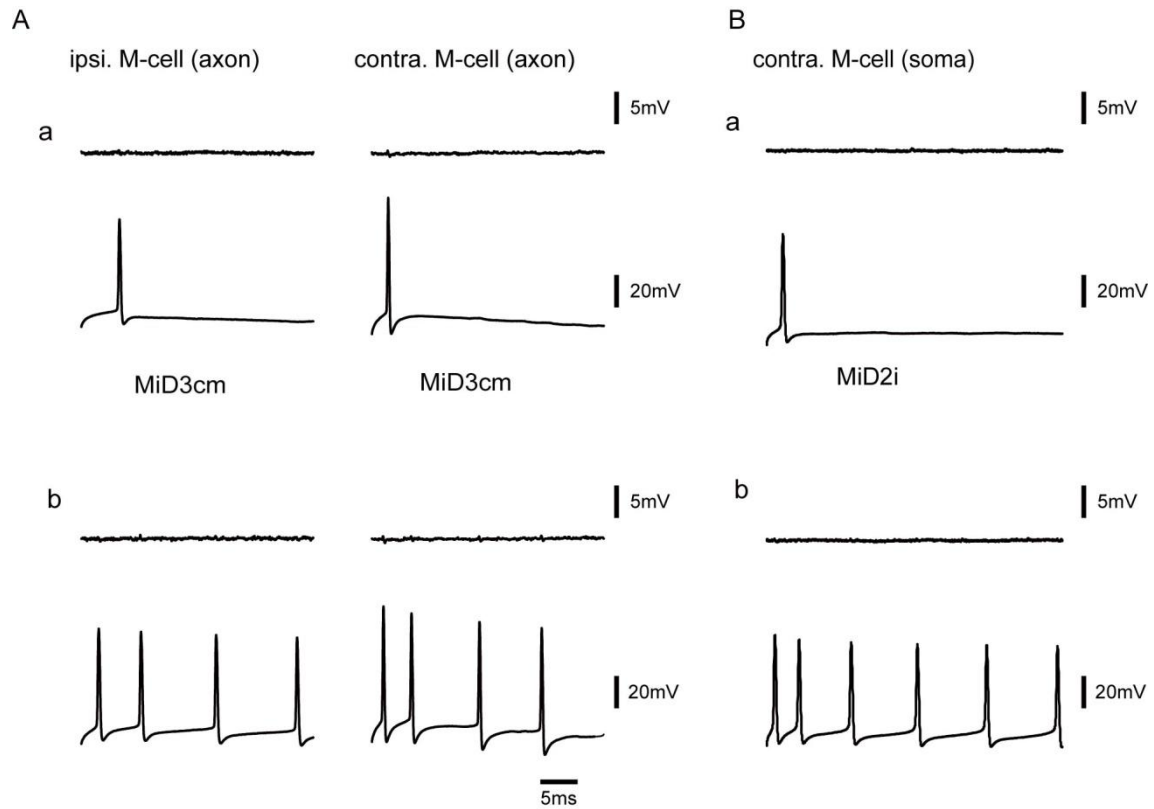 A
B
ipsi. M-cell (axon)
contra. M-cell (axon)
contra. M-cell (soma)
5mV
5mV
a
a
20mV
20mV
MiD3cm
MiD3cm
MiD2i
b
b
5mV
5mV
20mV
20mV
5ms